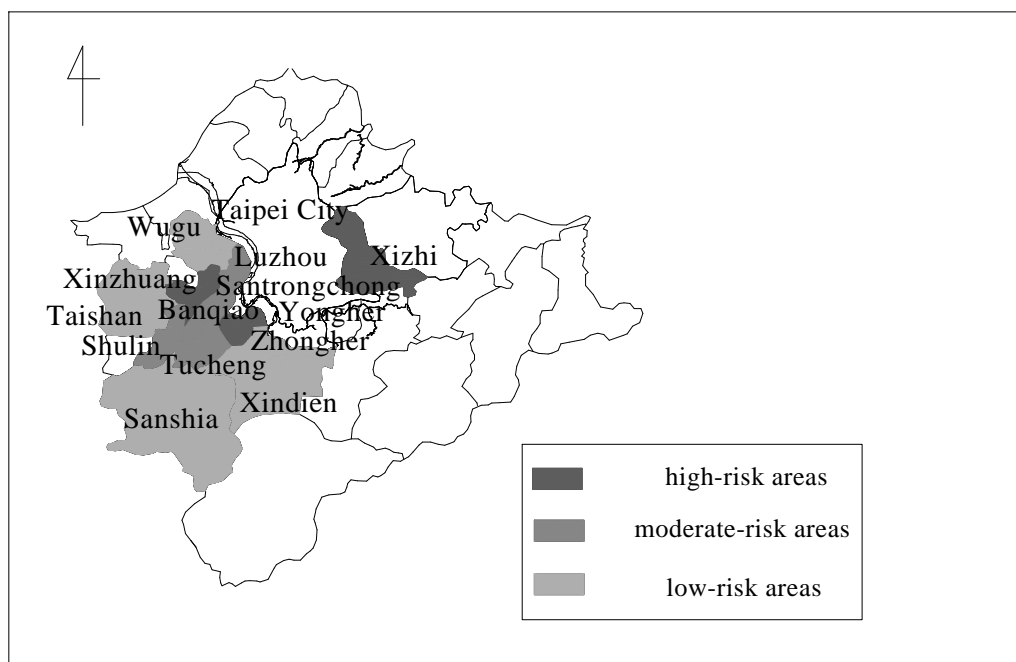 Taipei City
Wugu
Luzhou
Xizhi
Xinzhuang
Santrongchong
Taishan
Banqiao
Yongher
Shulin
Zhongher
Tucheng
Xindien
Sanshia
high-risk areas
moderate-risk areas
low-risk areas